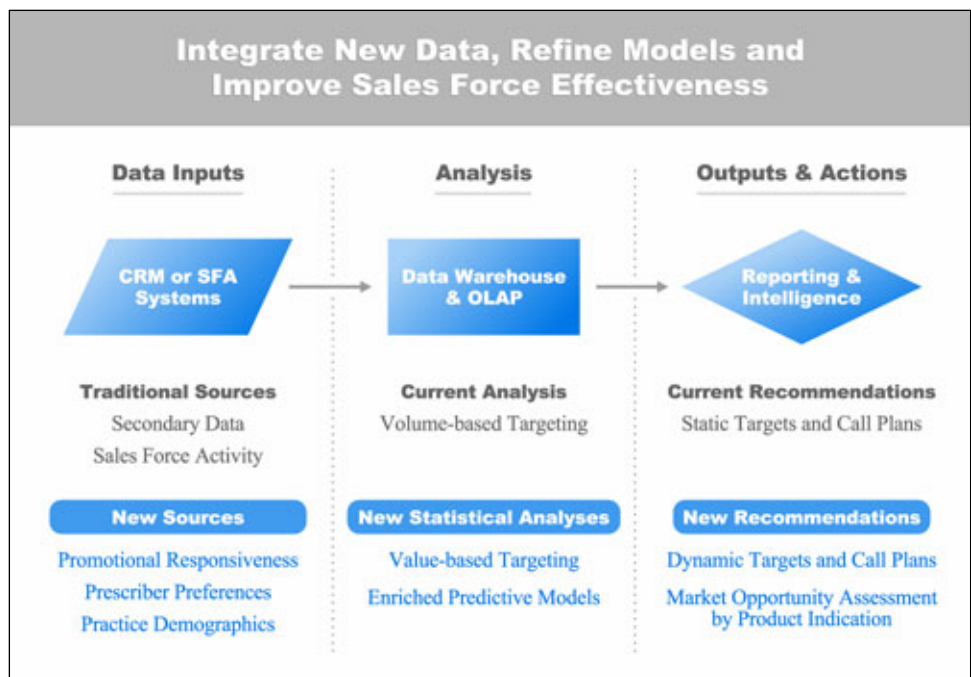 Integrate New Data, Refine Models and
Improve Sales Force Effectiveness
Data Inputs
Analysis
Outputs & Actions
CRM or SFA
Systems
Data Warehouse
& OLAP
Reporting &
Intelligence
Traditional Sources
Secondary Data
Sales Force Activity
Current Analysis
Volume-based Targeting
Current Recommendations
Static Targets and Call Plans
New Sources
Promotional Responsiveness
Prescriber Preferences
Practice Demographics
New Statistical Analyses
Value-based Targeting
Enriched Predictive Models
New Recommendations
Dynamic Targets and Call Plans
Market Opportunity Assessment
by Product Indication